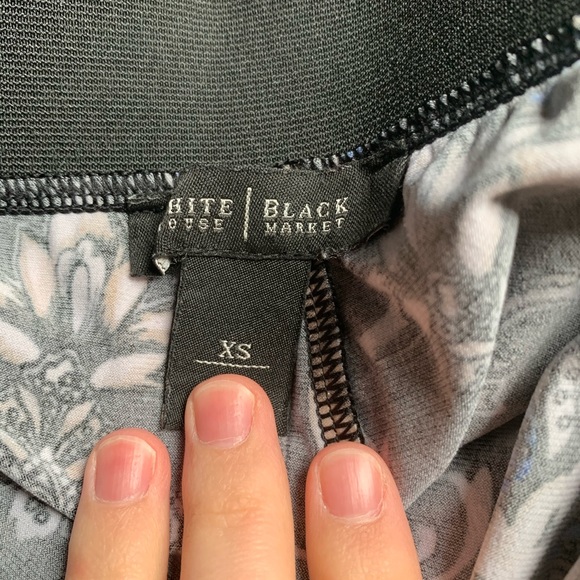 HITE | BLACK
OUSE | MARKET
XS